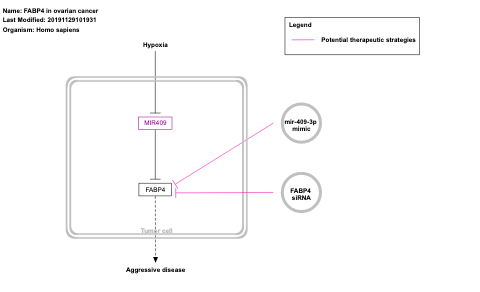 Name: FABP4 in ovarian cancer
Last Modified: 20191129101931
Organism: Homo sapiens
Legend
Potential therapeutic strategies
Hypoxia
MIR409
mir-409-3p
mimic
FABP4
FABP4
siRNA
Tumor cell
Aggressive disease